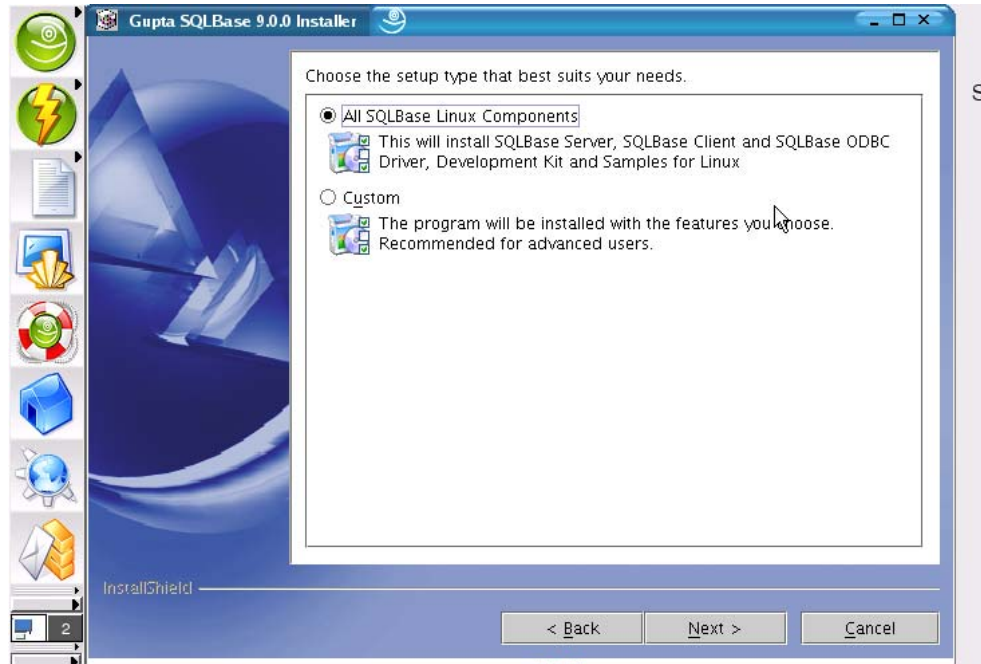 Gupta SQLBase 9.0.0 Installer
Choose the setup type that best suits your needs.
All SQLBase Linux Components
This will install SQLBase Server, SQLBase Client and SQLBase ODBC
Driver, Development Kit and Samples for Linux
Custom
The program will be installed with the features you choose.
Recommended for advanced users.
InstallShield
< Back
Next >
Cancel
2
s